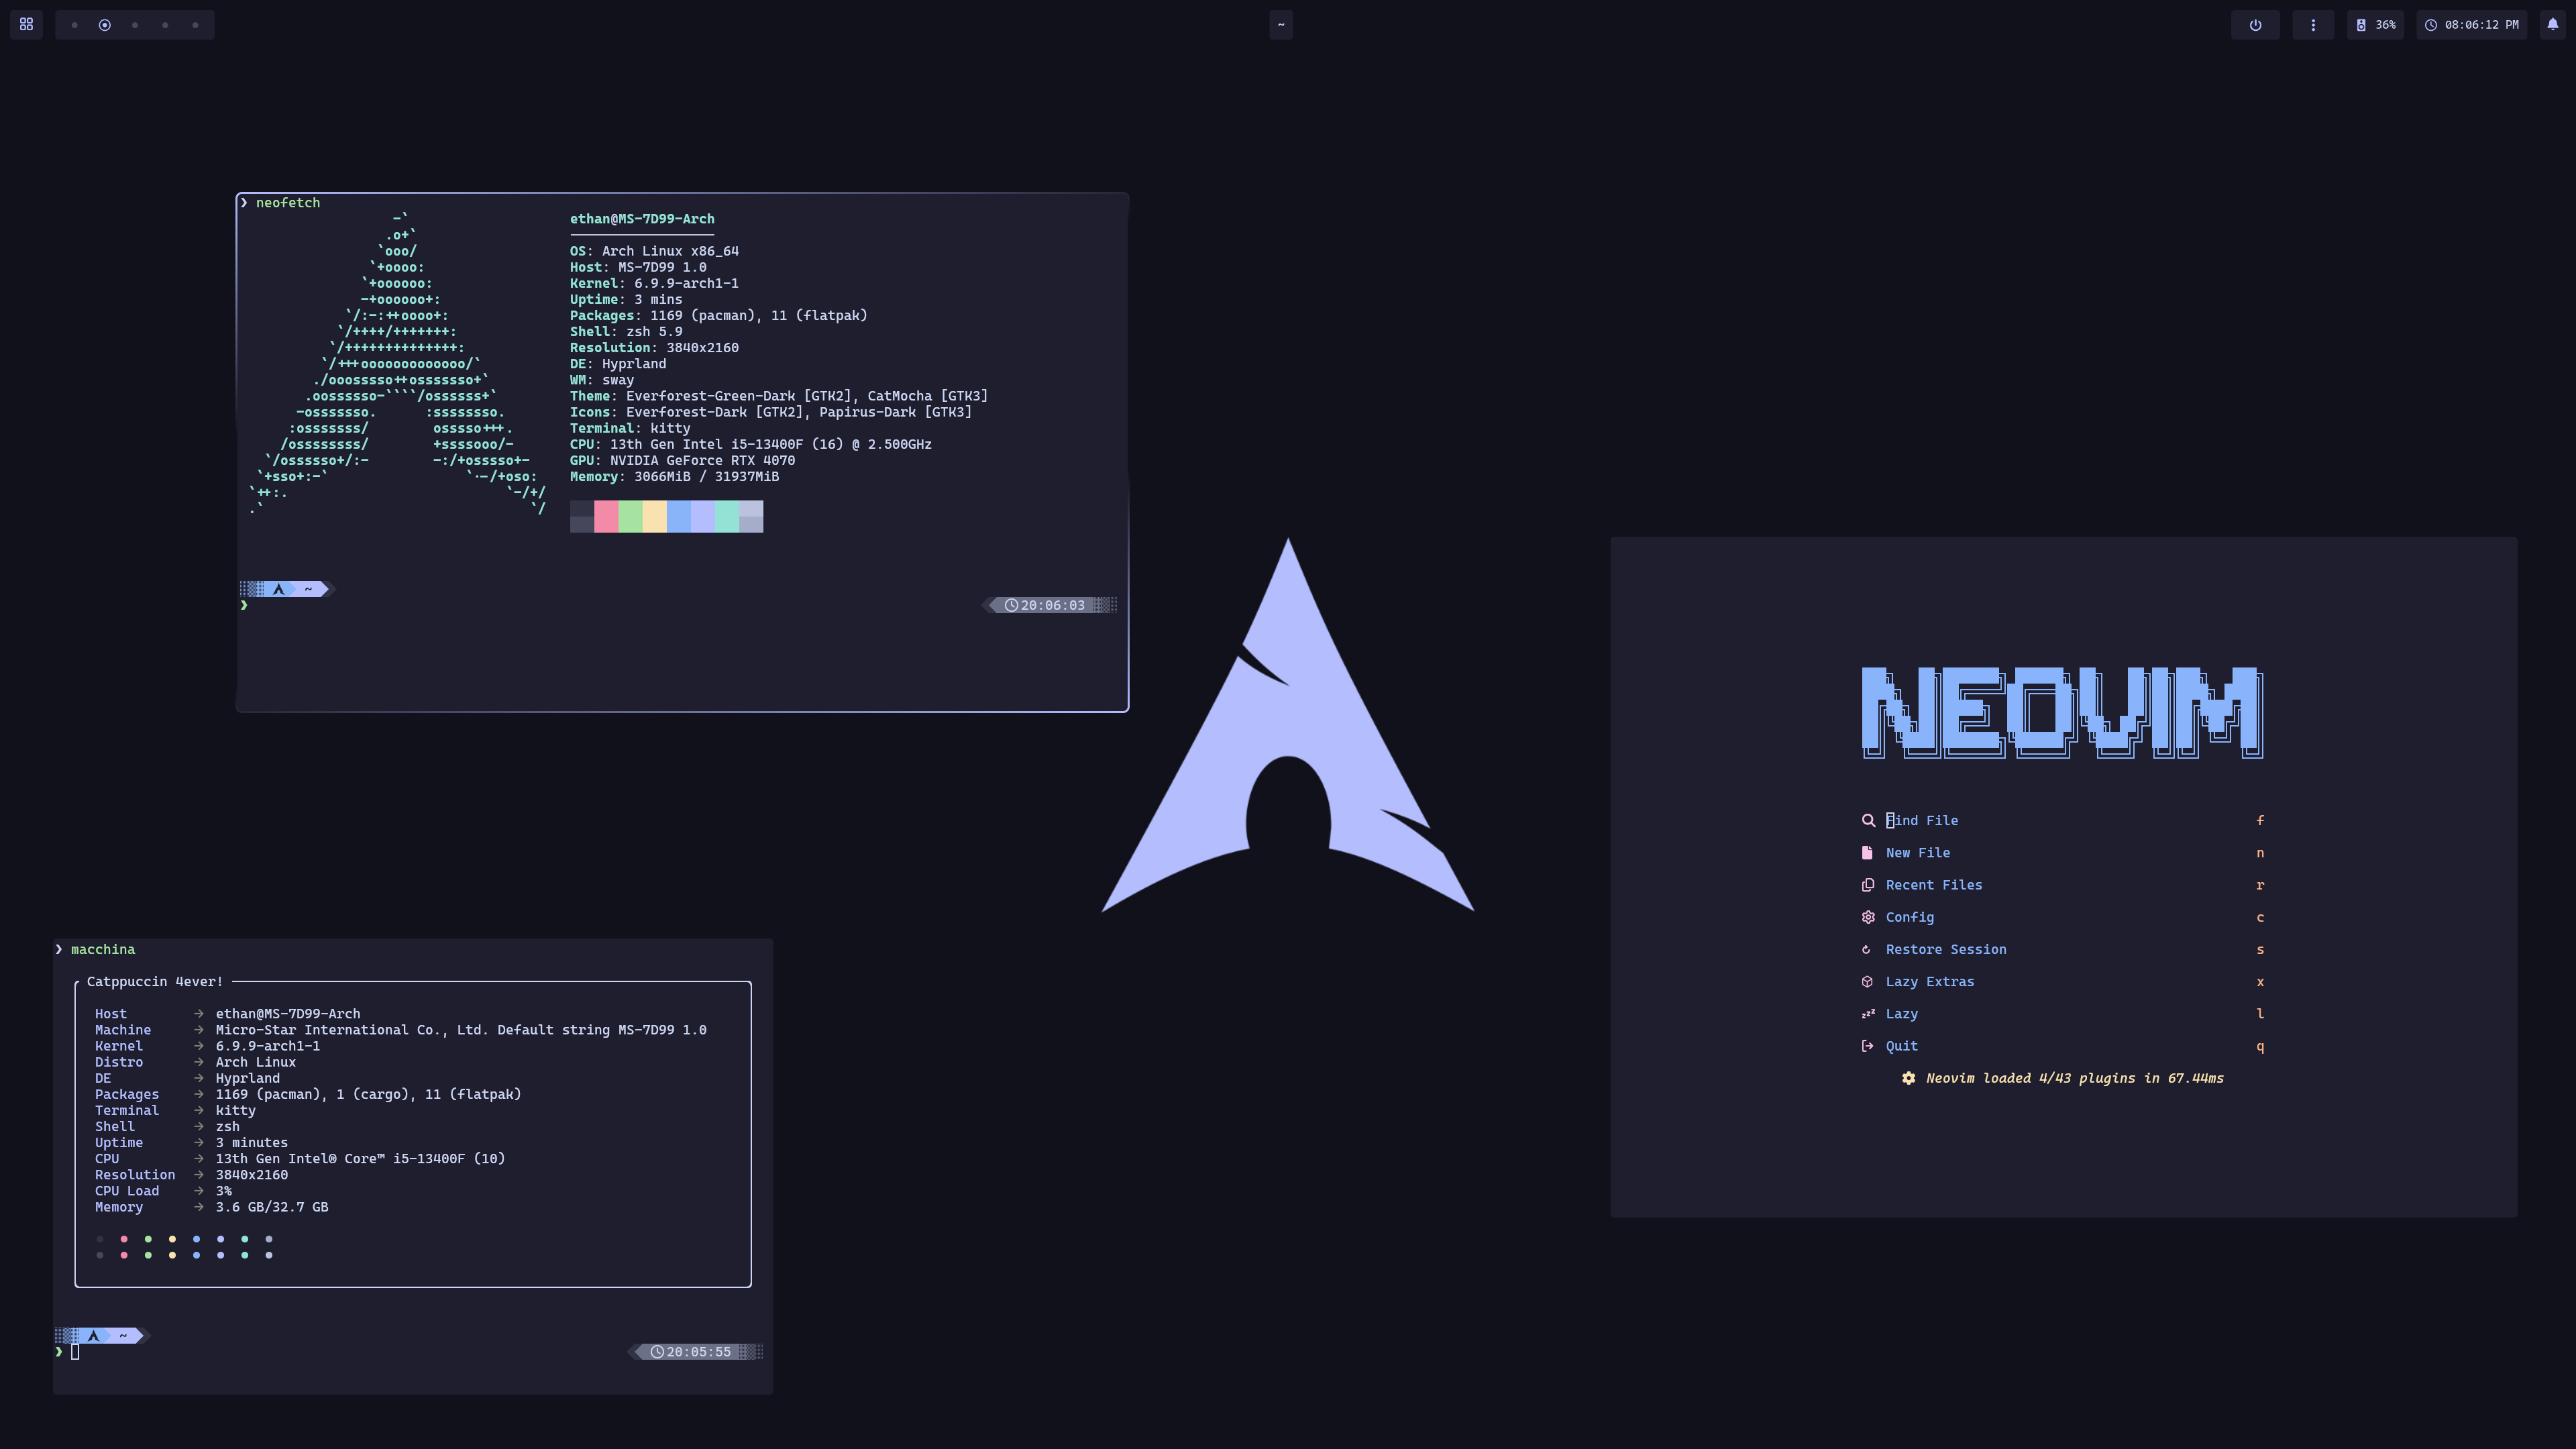 ~
36%
08:06:12 PM
❯ neofetch
ethan@MS-7D99-Arch
OS: Arch Linux x86_64
Host: MS-7D99 1.0
Kernel: 6.9.9-arch1-1
Uptime: 3 mins
Packages: 1169 (pacman), 11 (flatpak)
Shell: zsh 5.9
Resolution: 3840x2160
DE: Hyprland
WM: sway
Theme: Everforest-Green-Dark [GTK2], CatMocha [GTK3]
Icons: Everforest-Dark [GTK2], Papirus-Dark [GTK3]
Terminal: kitty
CPU: 13th Gen Intel i5-13400F (16) @ 2.500GHz
GPU: NVIDIA GeForce RTX 4070
Memory: 3066MiB / 31937MiB
~
❯
20:06:03
❯ macchina
Catppuccin 4ever!
Host → ethan@MS-7D99-Arch
Machine → Micro-Star International Co., Ltd. Default string MS-7D99 1.0
Kernel → 6.9.9-arch1-1
Distro → Arch Linux
DE → Hyprland
Packages → 1169 (pacman), 1 (cargo), 11 (flatpak)
Terminal → kitty
Shell → zsh
Uptime → 3 minutes
CPU → 13th Gen Intel® Core™ i5-13400F (10)
Resolution → 3840x2160
CPU Load → 3%
Memory → 3.6 GB/32.7 GB
~
❯
20:05:55
NEOVIM
Find File f
New File n
Recent Files r
Config c
Restore Session s
Lazy Extras x
Lazy l
Quit q
Neovim loaded 4/43 plugins in 67.44ms